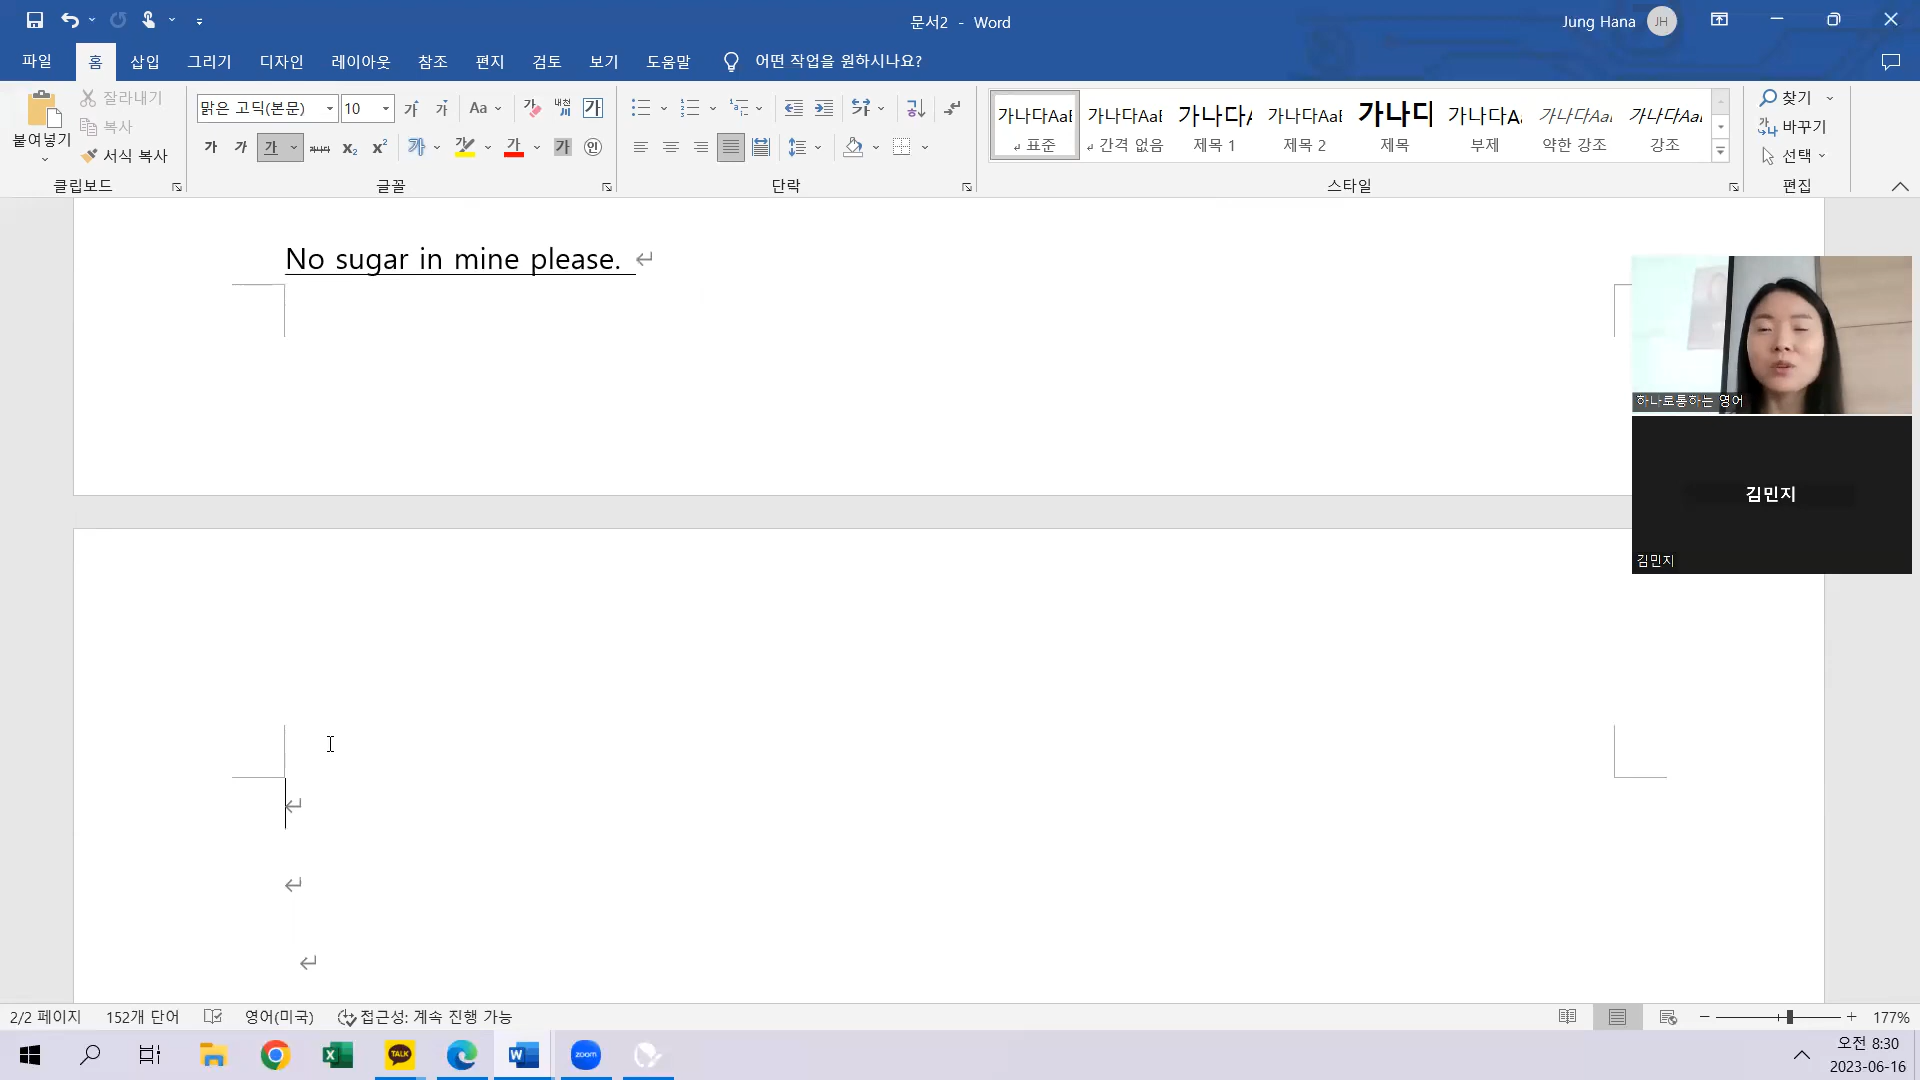 문서2 - Word
Jung Hana
JH
파일
홈
삽입
그리기
디자인
레이아웃
참조
편지
검토
보기
도움말
어떤 작업을 원하시나요?
붙여넣기
잘라내기
복사
서식 복사
클립보드
맑은 고딕(본문)
10
Aa
글꼴
단락
가나다AaI
표준
가나다AaI
간격 없음
가나다
제목 1
가나다AaI
제목 2
가나다
제목
가나다A
부제
가나다AaI
약한 강조
가나다AaI
강조
스타일
찾기
바꾸기
선택
편집
No sugar in mine please.
하나로통하는 영어
김민지
김민지
2/2 페이지
152개 단어
영어(미국)
접근성: 계속 진행 가능
177%
TALK
zoom
오전 8:30
2023-06-16